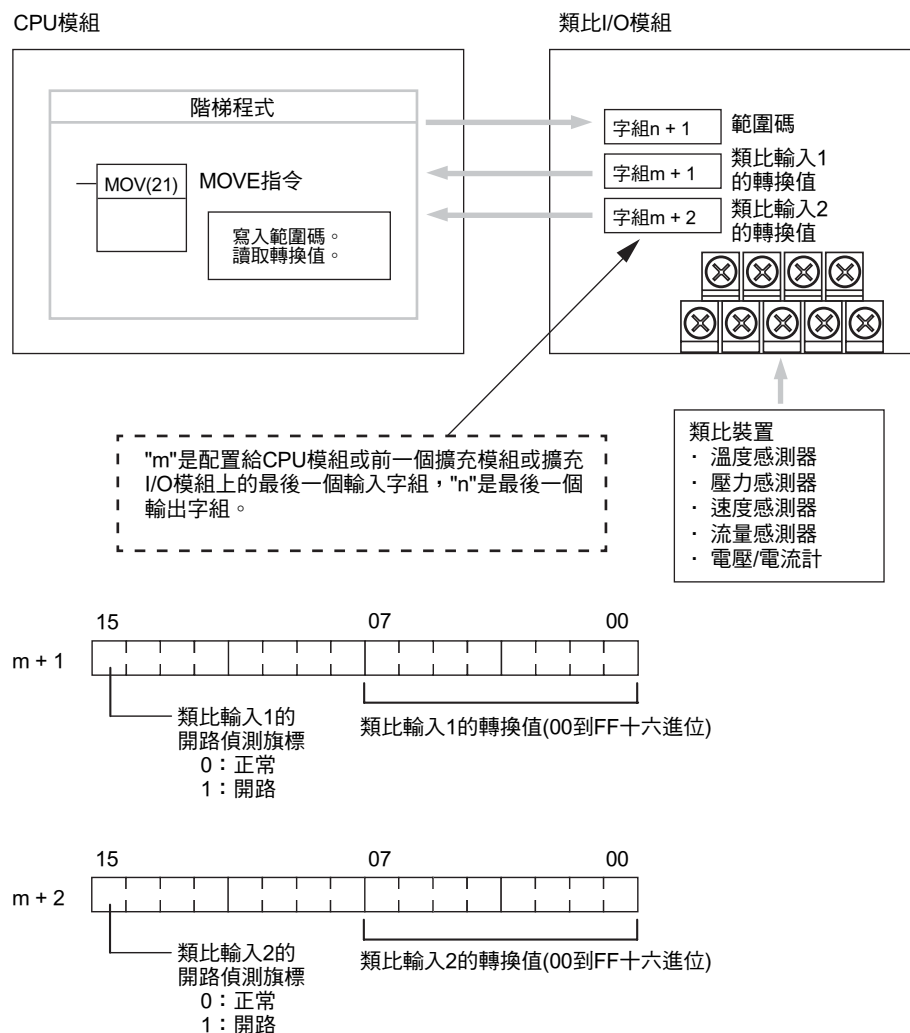 CPU模組
類比I/O模組
階梯程式
MOV(21)
MOVE指令
寫入範圍碼。
讀取轉換值。
字組n + 1
範圍碼
字組m + 1
類比輸入1
的轉換值
字組m + 2
類比輸入2
的轉換值
"m"是配置給CPU模組或前一個擴充模組或擴充
I/O模組上的最後一個輸入字組，"n"是最後一個
輸出字組。
類比裝置
· 溫度感測器
· 壓力感測器
· 速度感測器
· 流量感測器
· 電壓/電流計
15 07 00
m + 1
類比輸入1的
開路偵測旗標
0：正常
1：開路
類比輸入1的轉換值(00到FF十六進位)
15 07 00
m + 2
類比輸入2的
開路偵測旗標
0：正常
1：開路
類比輸入2的轉換值(00到FF十六進位)